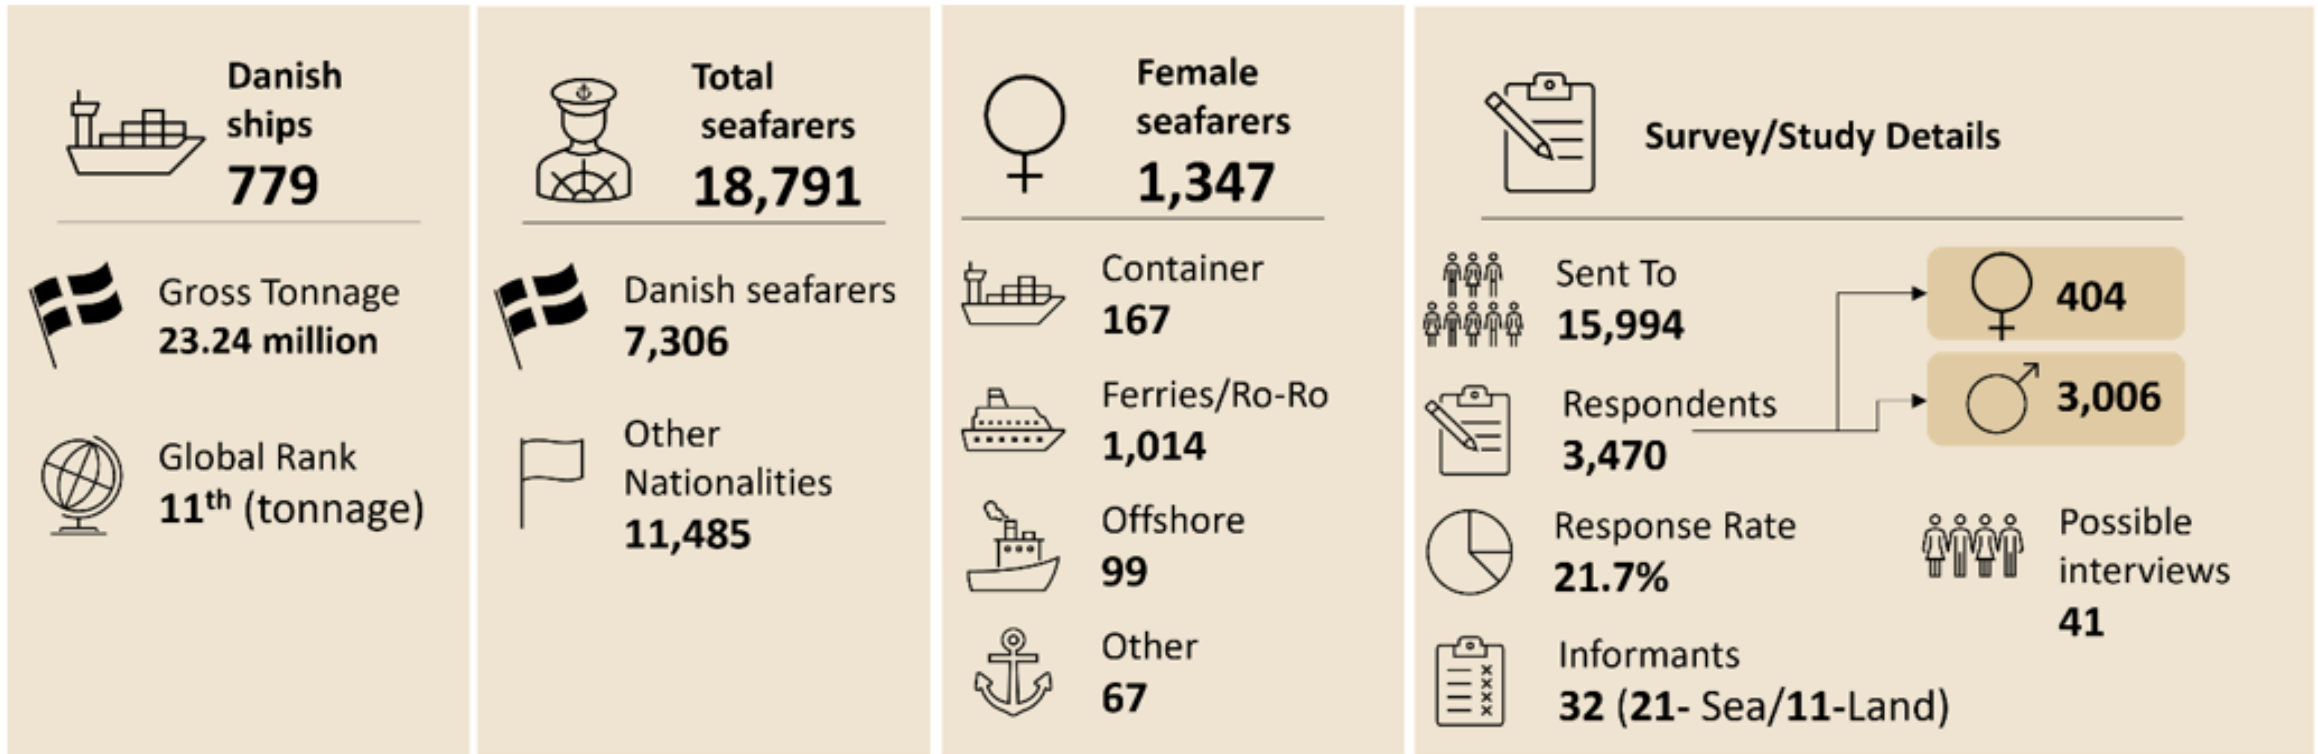 Danish
ships
779
Gross Tonnage
23.24 million
Global Rank
11th (tonnage)
Total
seafarers
18,791
Danish seafarers
7,306
Other
Nationalities
11,485
Female
seafarers
1,347
Container
167
Ferries/Ro-Ro
1,014
Offshore
99
Other
67
Survey/Study Details
Sent To
15,994
Respondents
3,470
404
3,006
Response Rate
21.7%
Possible
interviews
41
Informants
32 (21- Sea/11-Land)